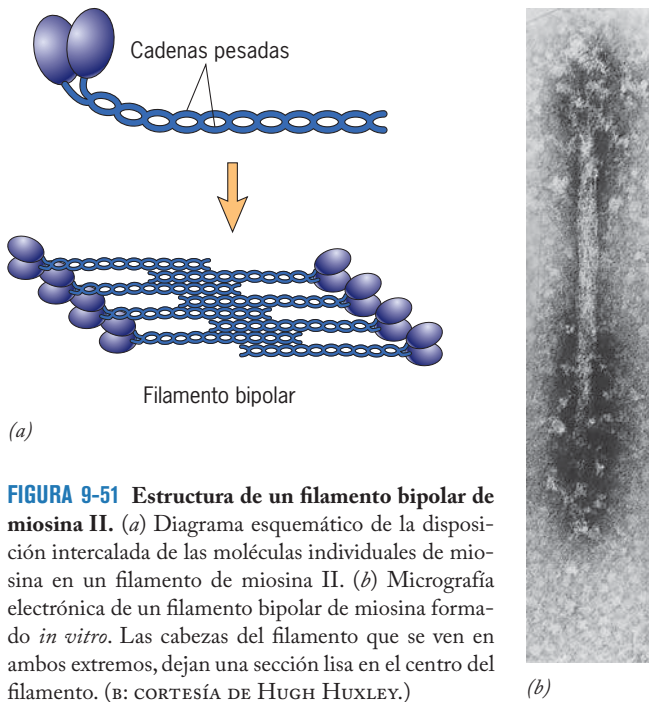 Cadenas pesadas
Filamento bipolar
(a)
FIGURA 9-51 Estructura de un filamento bipolar de
miosina II. (a) Diagrama esquemático de la disposi-
ción intercalada de las moléculas individuales de mio-
sina en un filamento de miosina II. (b) Micrografía
electrónica de un filamento bipolar de miosina forma-
do in vitro. Las cabezas del filamento que se ven en
ambos extremos, dejan una sección lisa en el centro del
filamento. (B: CORTESÍA DE HUGH HUXLEY.)
(b)